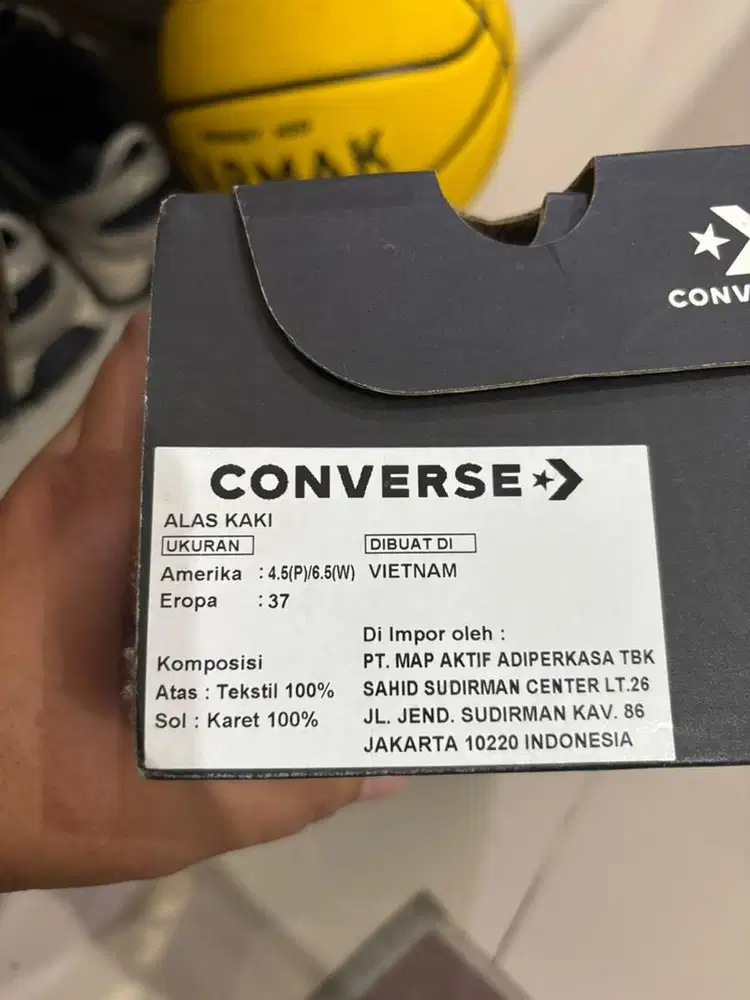 CONVERSE
ALAS KAKI
UKURAN
DIBUAT DI
Amerika : 4.5(P)/6.5(W) VIETNAM
Eropa : 37
Di Impor oleh :
Komposisi
PT. MAP AKTIF ADIPERKASA TBK
Atas : Tekstil 100%
SAHID SUDIRMAN CENTER LT.26
Sol : Karet 100%
JL. JEND. SUDIRMAN KAV. 86
JAKARTA 10220 INDONESIA